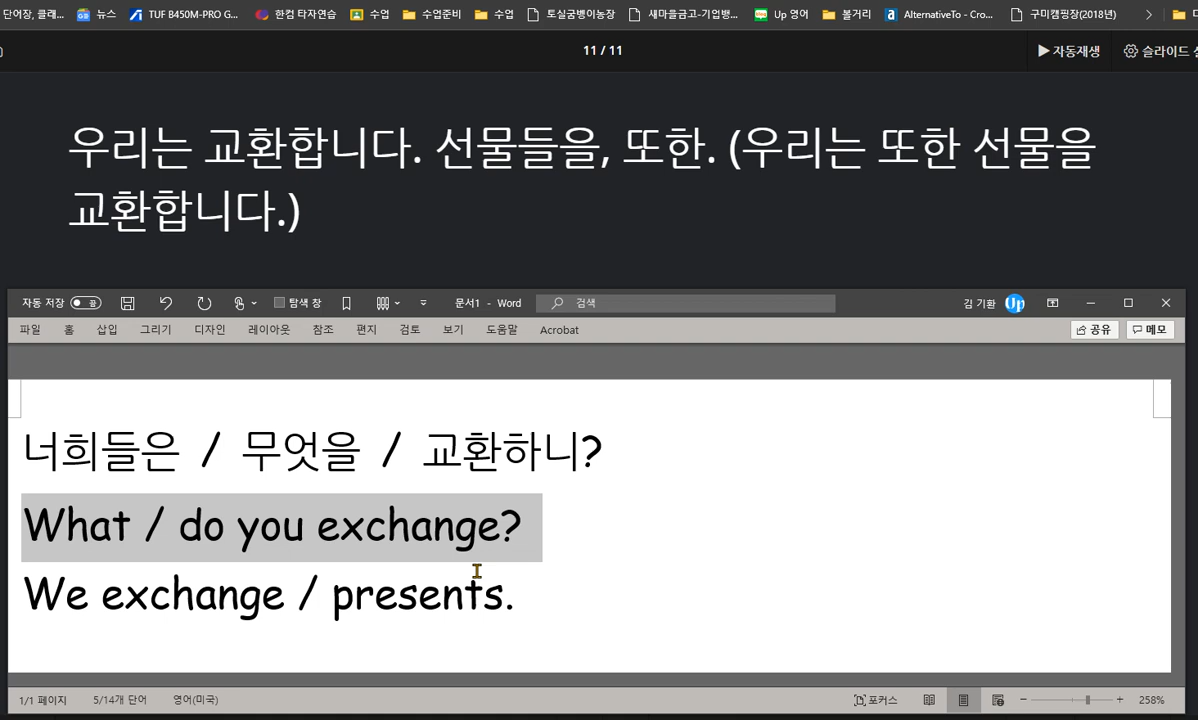 단어장, 클래... 뉴스 TUF B450M-PRO G... 한컴 타자연습 수업 수업준비 수업 토실굼벵이농장 새마을금고-기업뱅... Up 영어 볼거리 AlternativeTo - Cro... 구미캠핑장(2018년)
11 / 11 자동재생 슬라이드
우리는 교환합니다. 선물들을, 또한. (우리는 또한 선물을
교환합니다.)
자동 저장 끔 탐색 창 문서1 - Word 검색 김 기환 Up
파일 홈 삽입 그리기 디자인 레이아웃 참조 편지 검토 보기 도움말 Acrobat 공유 메모
너희들은 / 무엇을 / 교환하니?
What / do you exchange?
We exchange / presents.
1/1 페이지 5/14개 단어 영어(미국) 포커스 258%